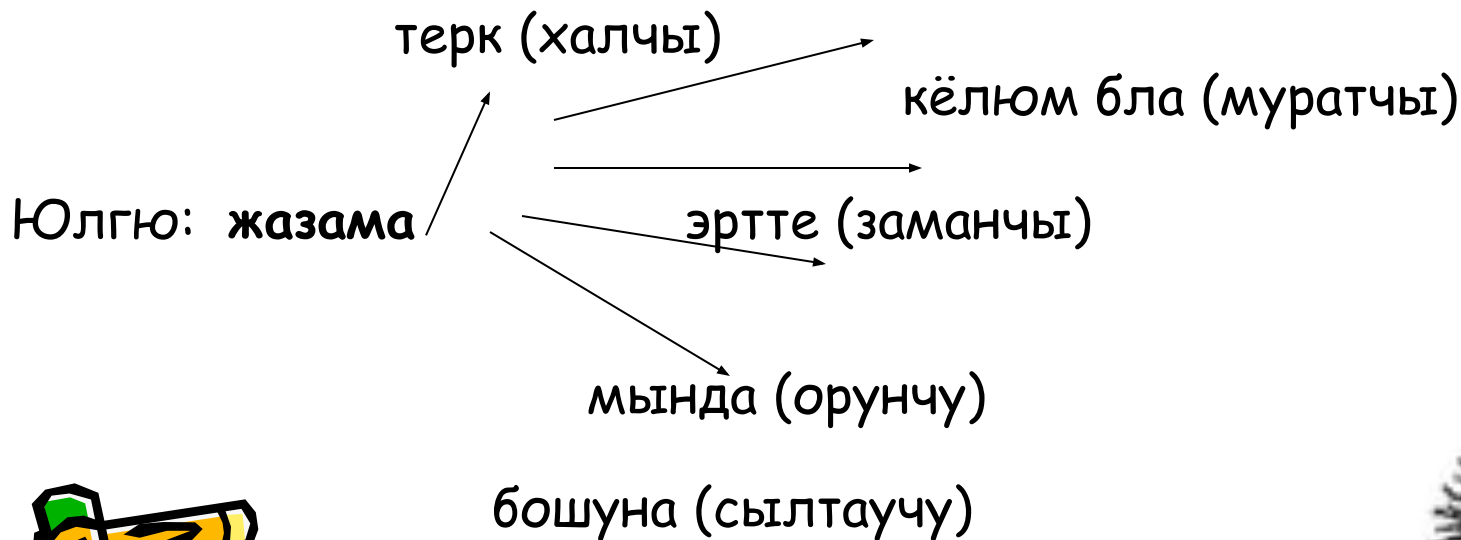 терк (халчы)
кёлюм бла (муратчы)
Юлгю: жазама
эртте (заманчы)
мында (орунчу)
бошуна (сылтаучу)